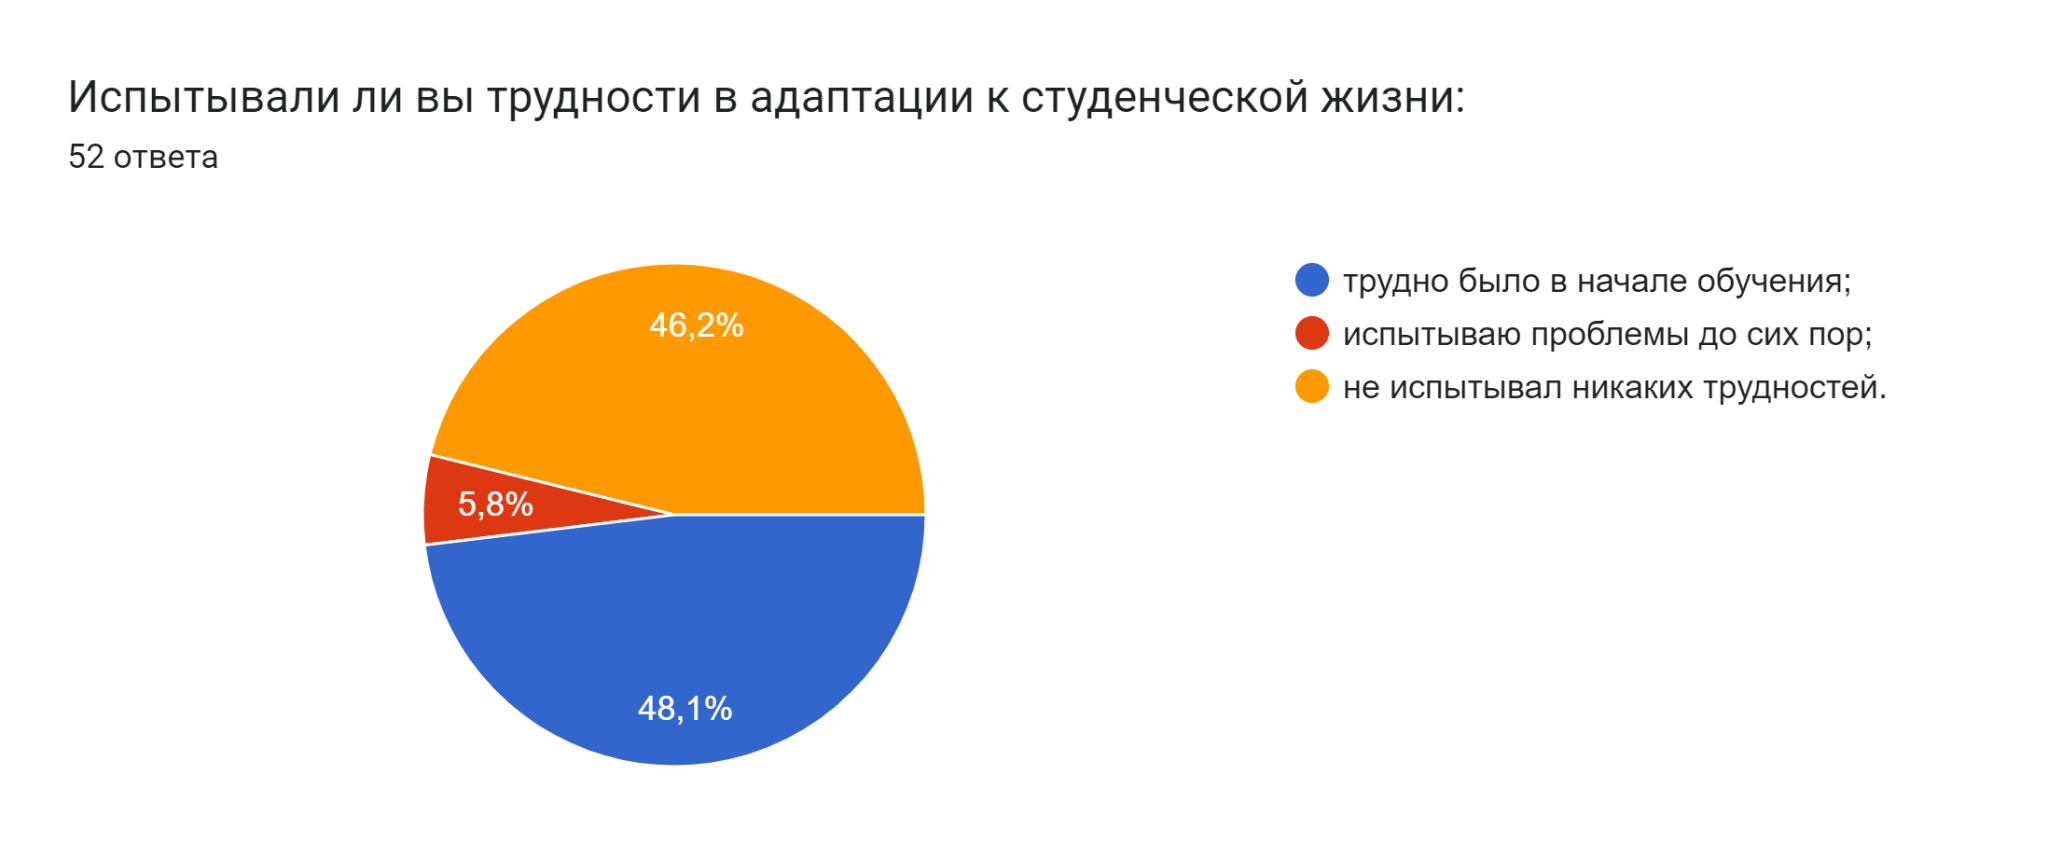 Испытывали ли вы трудности в адаптации к студенческой жизни:
52 ответа
46,2%
5,8%
48,1%
трудно было в начале обучения;
испытываю проблемы до сих пор;
не испытывал никаких трудностей.